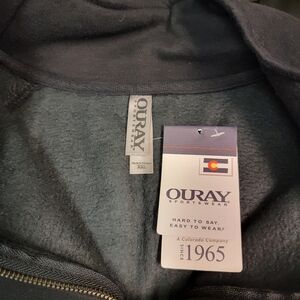 OURAY
OURAY
SPORTSWEAR
HARD TO SAY.
EASY TO WEAR!
A Colorado Company
SINCE
1965